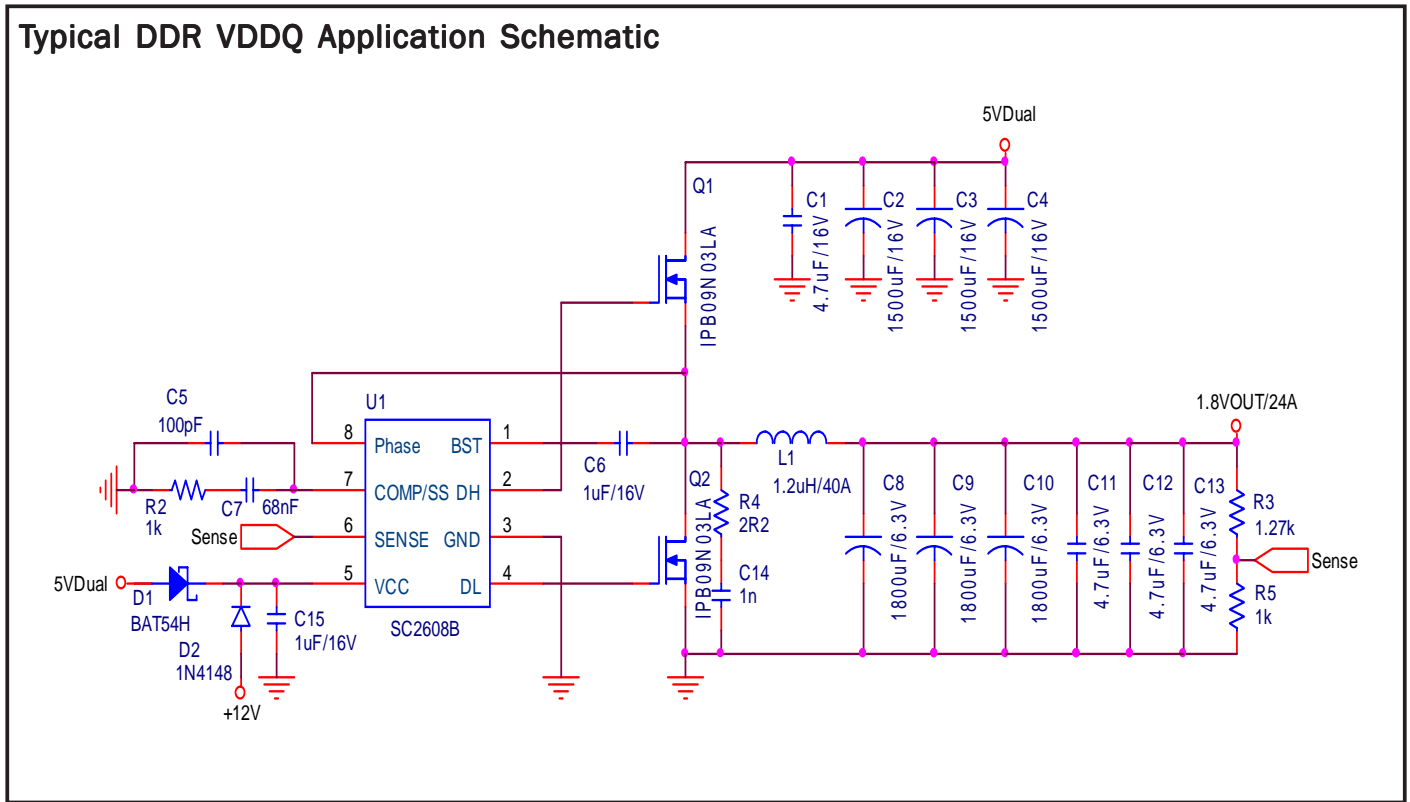 Typical DDR VDDQ Application Schematic
5VDual
Q1
IPB09N03LA
C1
4.7uF/16V
C2
1500uF/16V
C3
1500uF/16V
C4
1500uF/16V
C5
100pF
U1
8
Phase
BST
1
7
COMP/SS
DH
2
6
SENSE
GND
3
5
VCC
DL
4
SC2608B
R2
1k
C7
68nF
Sense
5VDual
D1
BAT54H
D2
1N4148
+12V
C15
1uF/16V
C6
1uF/16V
Q2
IPB09N03LA
R4
2R2
C14
1n
L1
1.2uH/40A
C8
1800uF/6.3V
C9
1800uF/6.3V
C10
1800uF/6.3V
C11
4.7uF/6.3V
C12
4.7uF/6.3V
C13
4.7uF/6.3V
1.8VOUT/24A
R3
1.27k
Sense
R5
1k